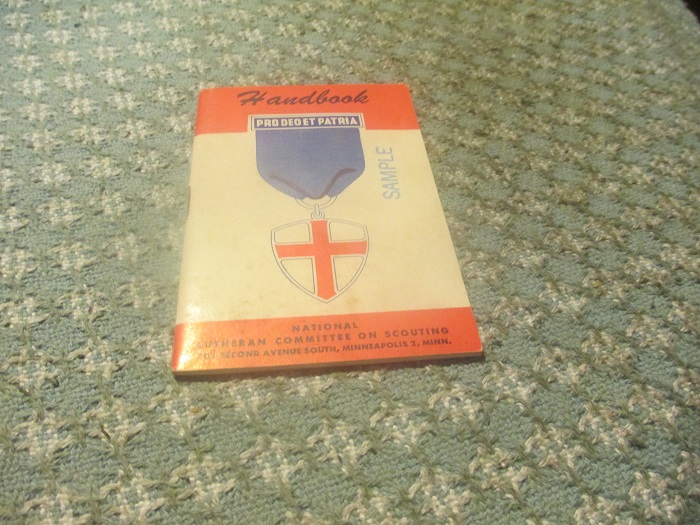 Handbook
PRO DEO ET PATRIA
SAMPLE
NATIONAL
LUTHERAN COMMITTEE ON SCOUTING
SECOND AVENUE SOUTH, MINNEAPOLIS 2, MINN.